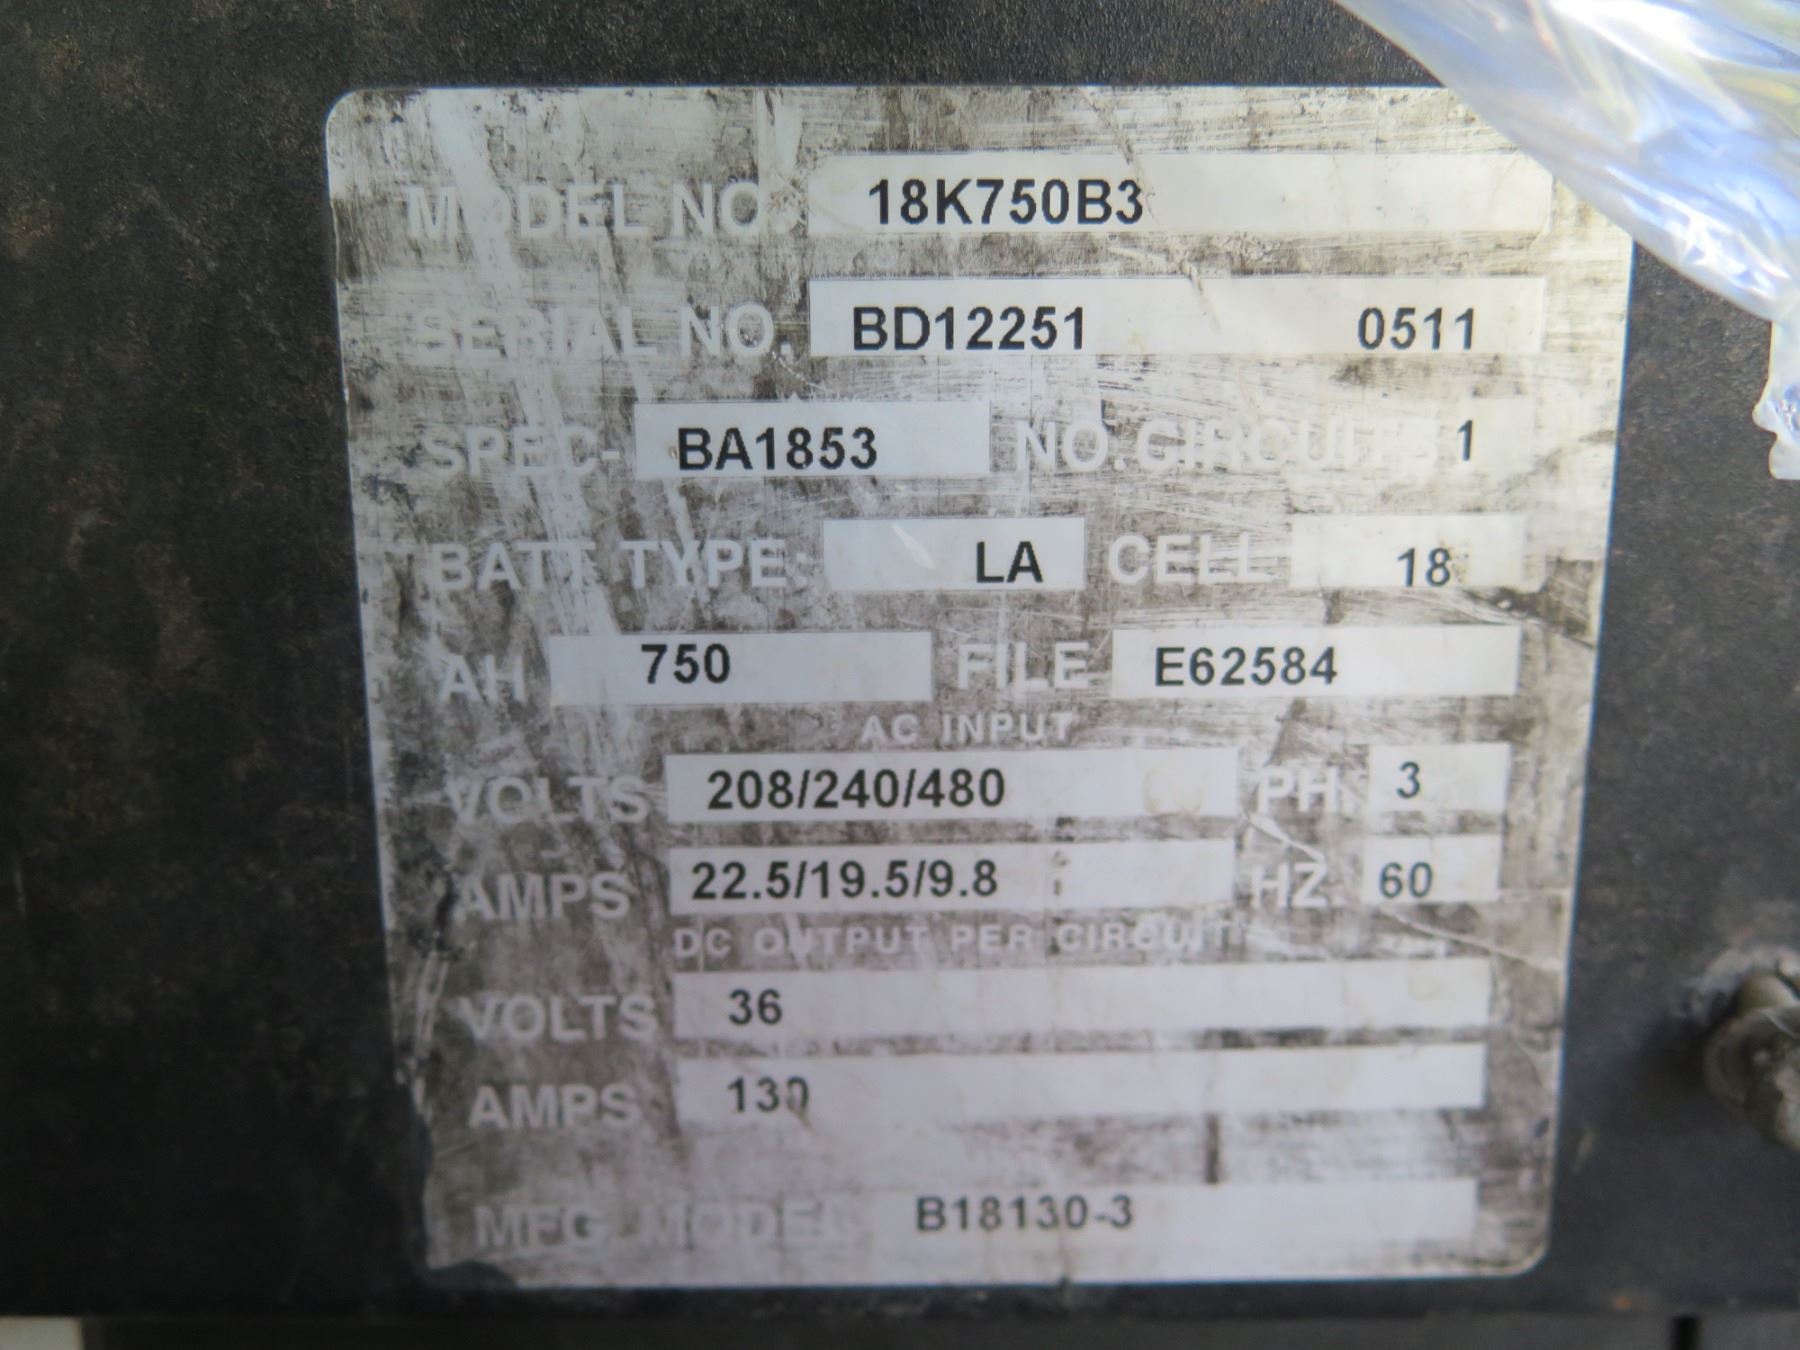 MODEL NO. 18K750B3
SERIAL NO. BD12251 0511
SPEC- BA1853 NO. CIRCUITS 1
BATT TYPE: LA CELL 18
AH 750 FILE E62584
AC INPUT
VOLTS 208/240/480 PH. 3
AMPS 22.5/19.5/9.8 HZ. 60
DC OUTPUT PER CIRCUIT
VOLTS 36
AMPS 130
MFG. MODEL B18130-3